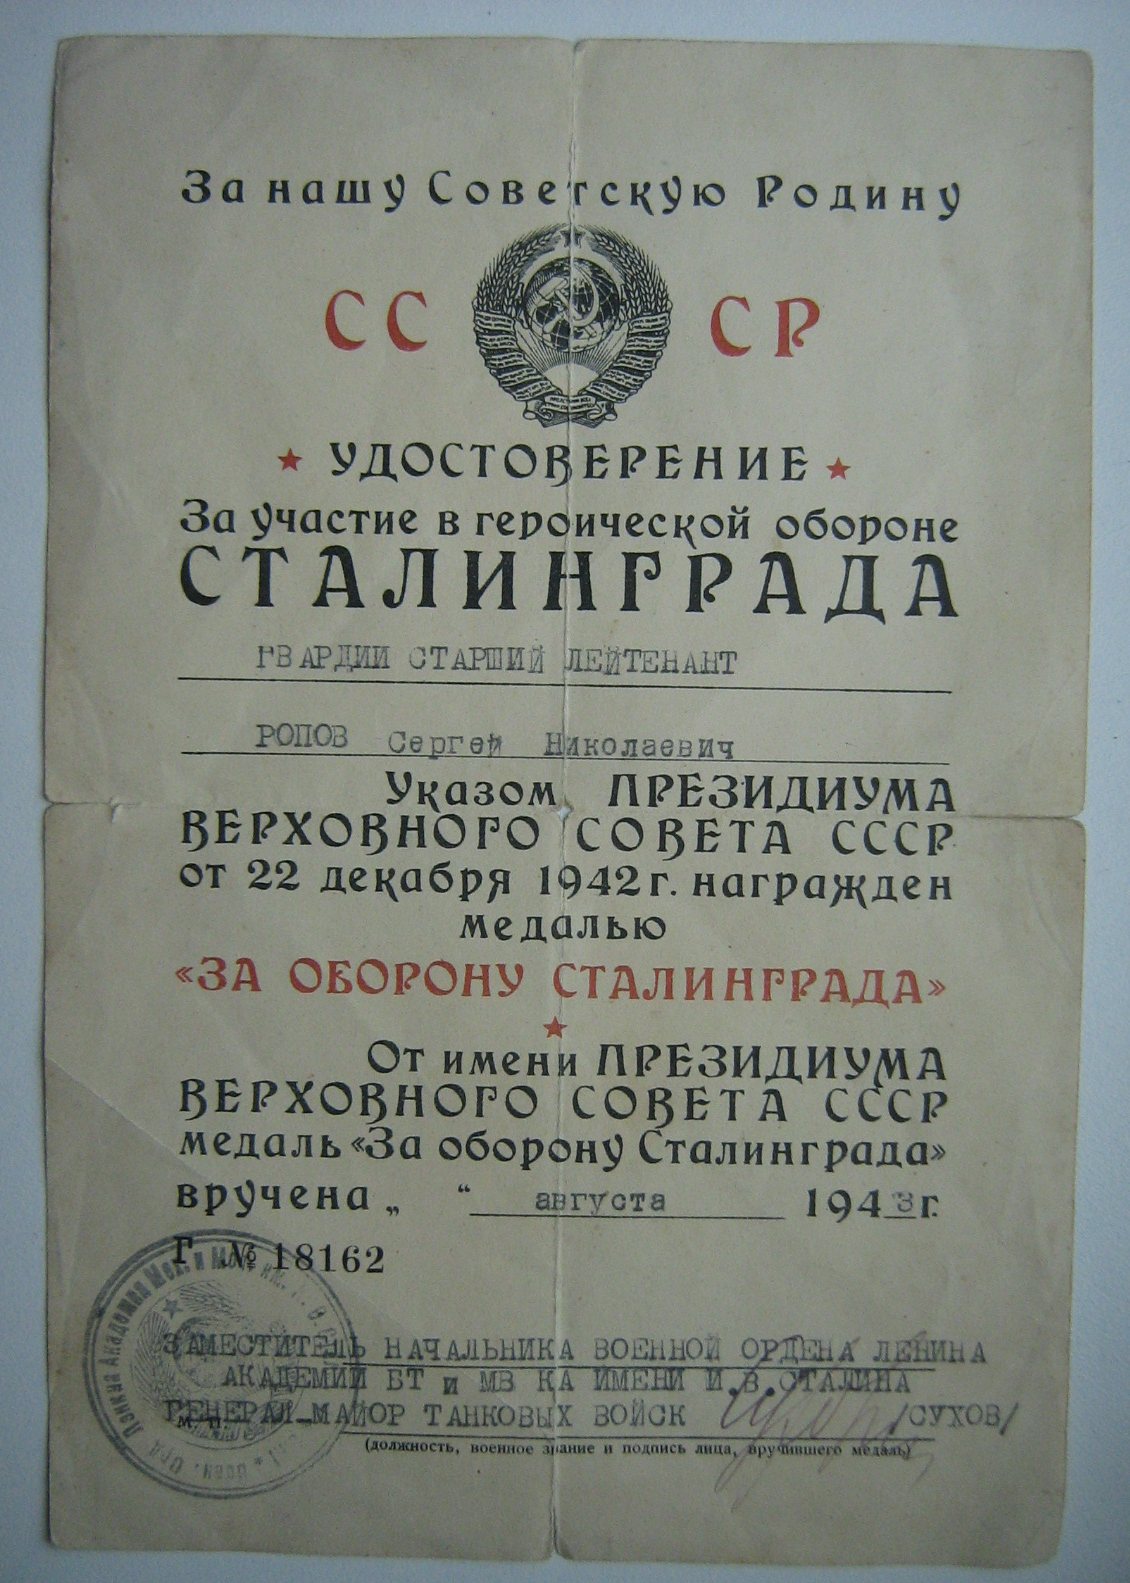 За нашу Советскую Родину
СС СР
УДОСТОВЕРЕНИЕ
За участие в героической обороне
СТАЛИНГРАДА
ГВАРДИИ СТАРШИЙ ЛЕЙТЕНАНТ
РОПОВ Сергей Николаевич
Указом ПРЕЗИДИУМА
ВЕРХОВНОГО СОВЕТА СССР
от 22 декабря 1942 г. награжден
медалью
«ЗА ОБОРОНУ СТАЛИНГРАДА»
От имени ПРЕЗИДИУМА
ВЕРХОВНОГО СОВЕТА СССР
медаль «За оборону Сталинграда»
вручена „ “ августа 1943г.
Г № 18162
ЗАМЕСТИТЕЛЬ НАЧАЛЬНИКА ВОЕННОЙ ОРДЕНА ЛЕНИНА
АКАДЕМИИ БТ и МВ КА ИМЕНИ И.В.СТАЛИНА
ГЕНЕРАЛ-МАЙОР ТАНКОВЫХ ВОЙСК /СУХОВ/
М. П.
(должность, военное звание и подпись лица, вручившего медаль)